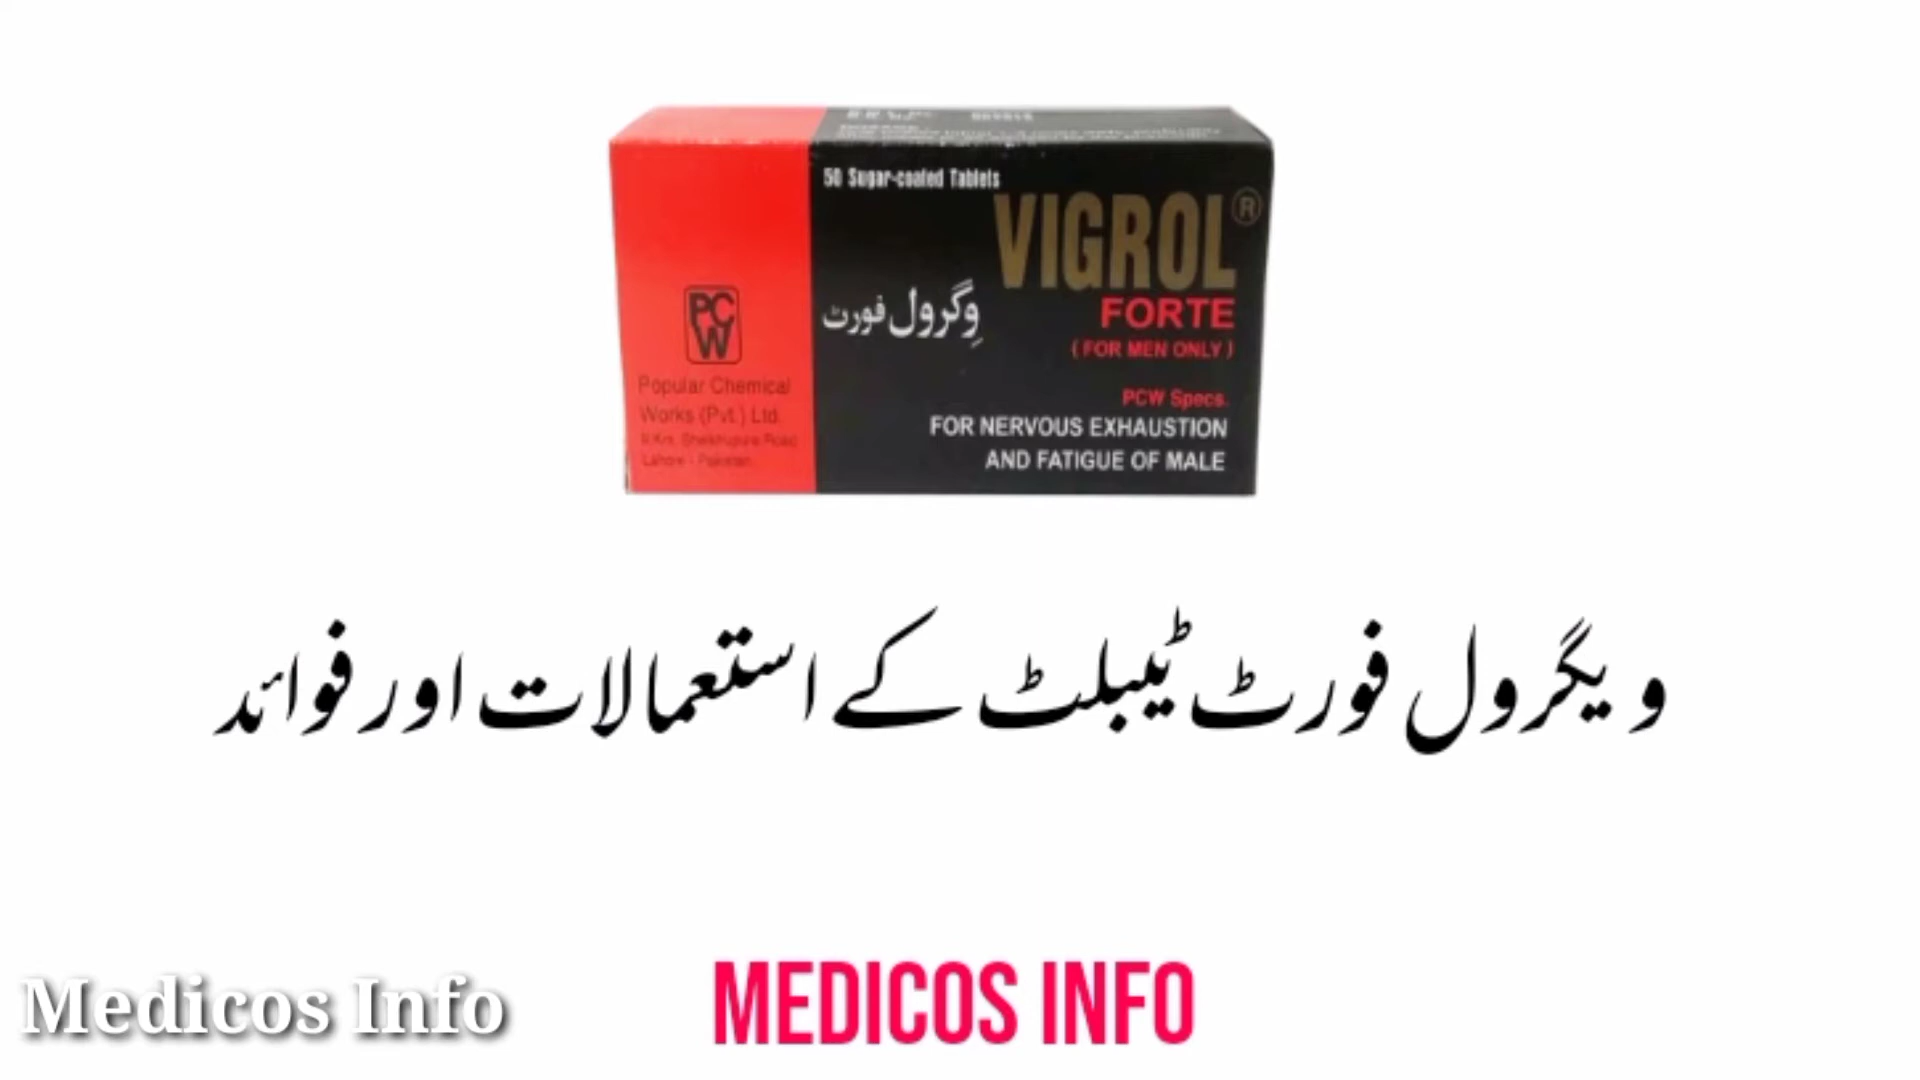 50 Sugar-coated Tablets
VIGROL®
وِگرول فورٹ
FORTE
(FOR MEN ONLY)
PCW
Popular Chemical
Works (Pvt.) Ltd.
Lahore - Pakistan
PCW Specs.
FOR NERVOUS EXHAUSTION
AND FATIGUE OF MALE
ویگرول فورٹ ٹیبلٹ کے استعمالات اور فوائد
Medicos Info
MEDICOS INFO